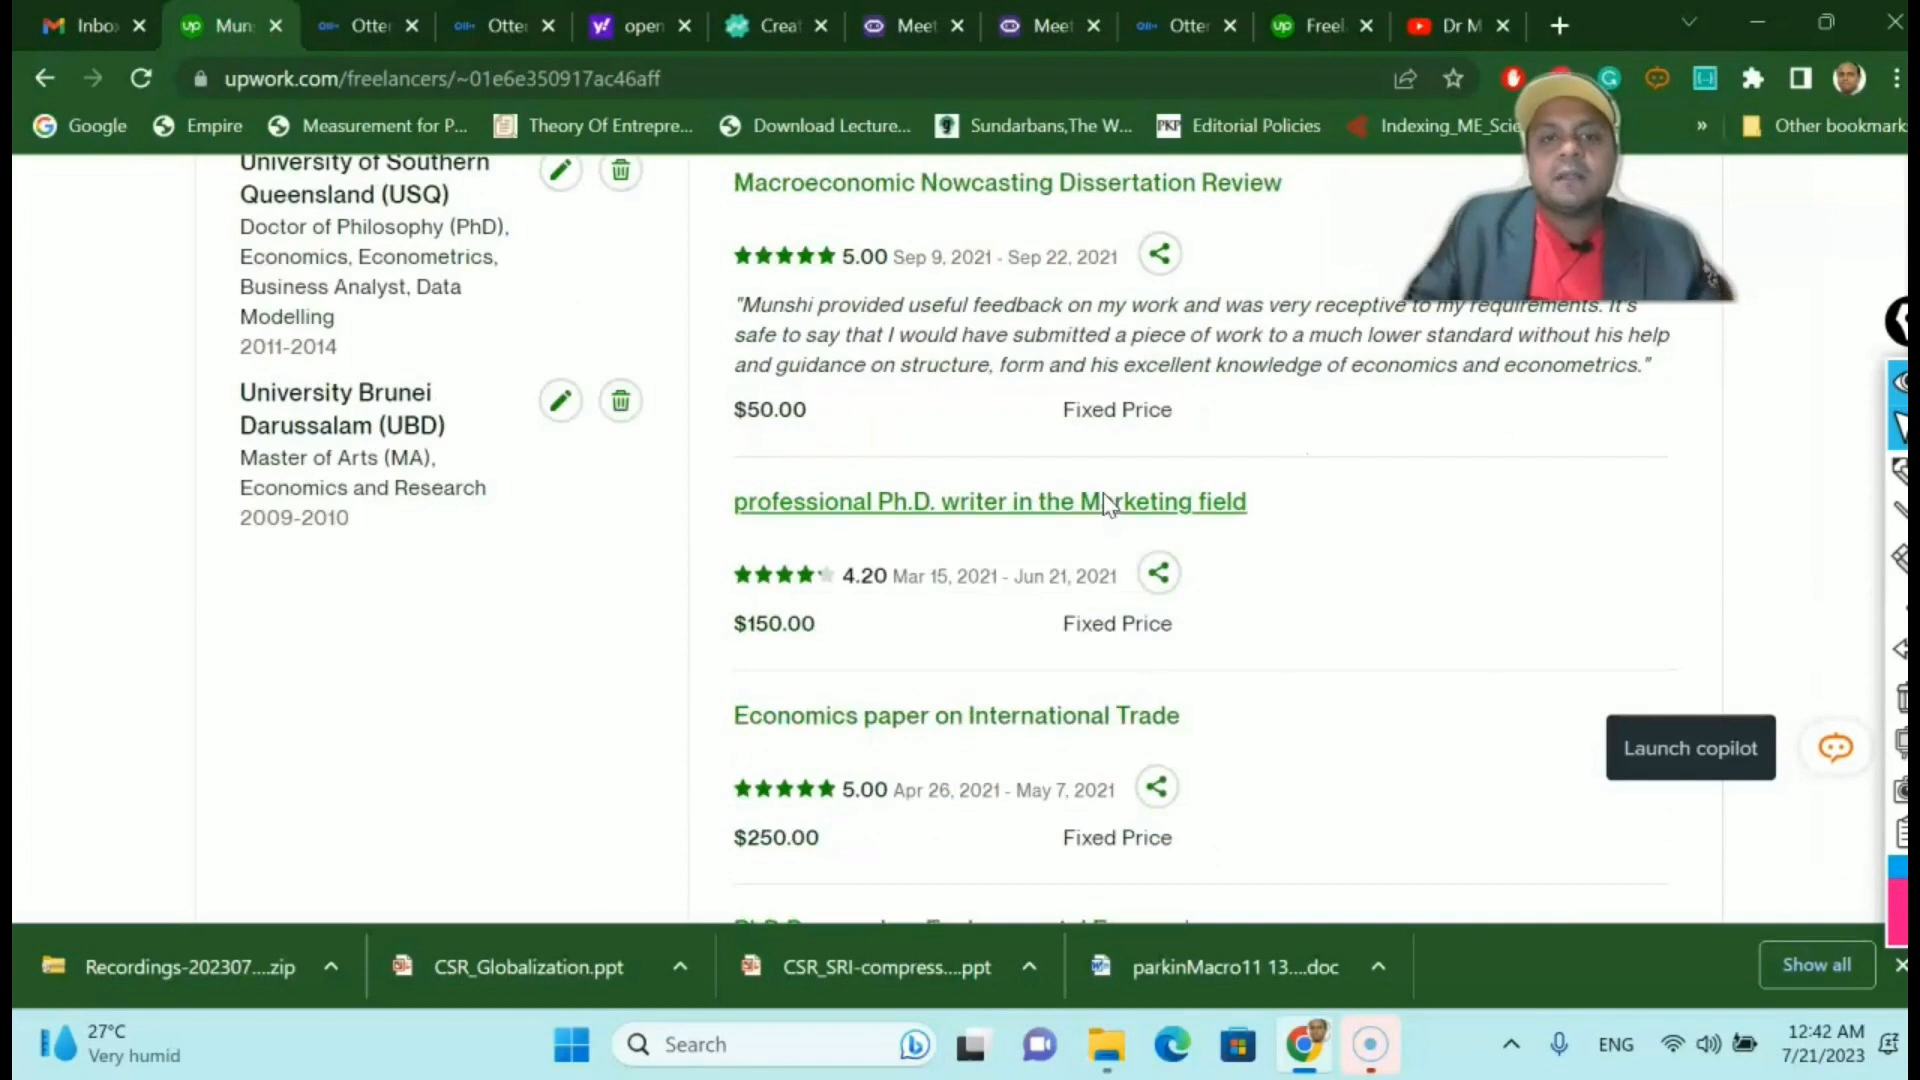 Inbo
Mun
Otte
Otte
open
Creat
Meet
Meet
Otter
Freel
Dr M
upwork.com/freelancers/~01e6e350917ac46aff
Google
Empire
Measurement for P...
Theory Of Entrepre...
Download Lecture...
Sundarbans,The W...
PKP
Editorial Policies
Indexing_ME_Scie
»
Other bookmark
University of Southern
Queensland (USQ)
Doctor of Philosophy (PhD),
Economics, Econometrics,
Business Analyst, Data
Modelling
2011-2014
University Brunei
Darussalam (UBD)
Master of Arts (MA),
Economics and Research
2009-2010
Macroeconomic Nowcasting Dissertation Review
5.00 Sep 9, 2021 - Sep 22, 2021
"Munshi provided useful feedback on my work and was very receptive to my requirements. It's
safe to say that I would have submitted a piece of work to a much lower standard without his help
and guidance on structure, form and his excellent knowledge of economics and econometrics."
$50.00 Fixed Price
professional Ph.D. writer in the Marketing field
4.20 Mar 15, 2021 - Jun 21, 2021
$150.00 Fixed Price
Economics paper on International Trade
5.00 Apr 26, 2021 - May 7, 2021
$250.00 Fixed Price
Launch copilot
Recordings-202307....zip
CSR_Globalization.ppt
CSR_SRI-compress....ppt
parkinMacro11 13....doc
Show all
27°C
Very humid
Search
ENG
12:42 AM
7/21/2023